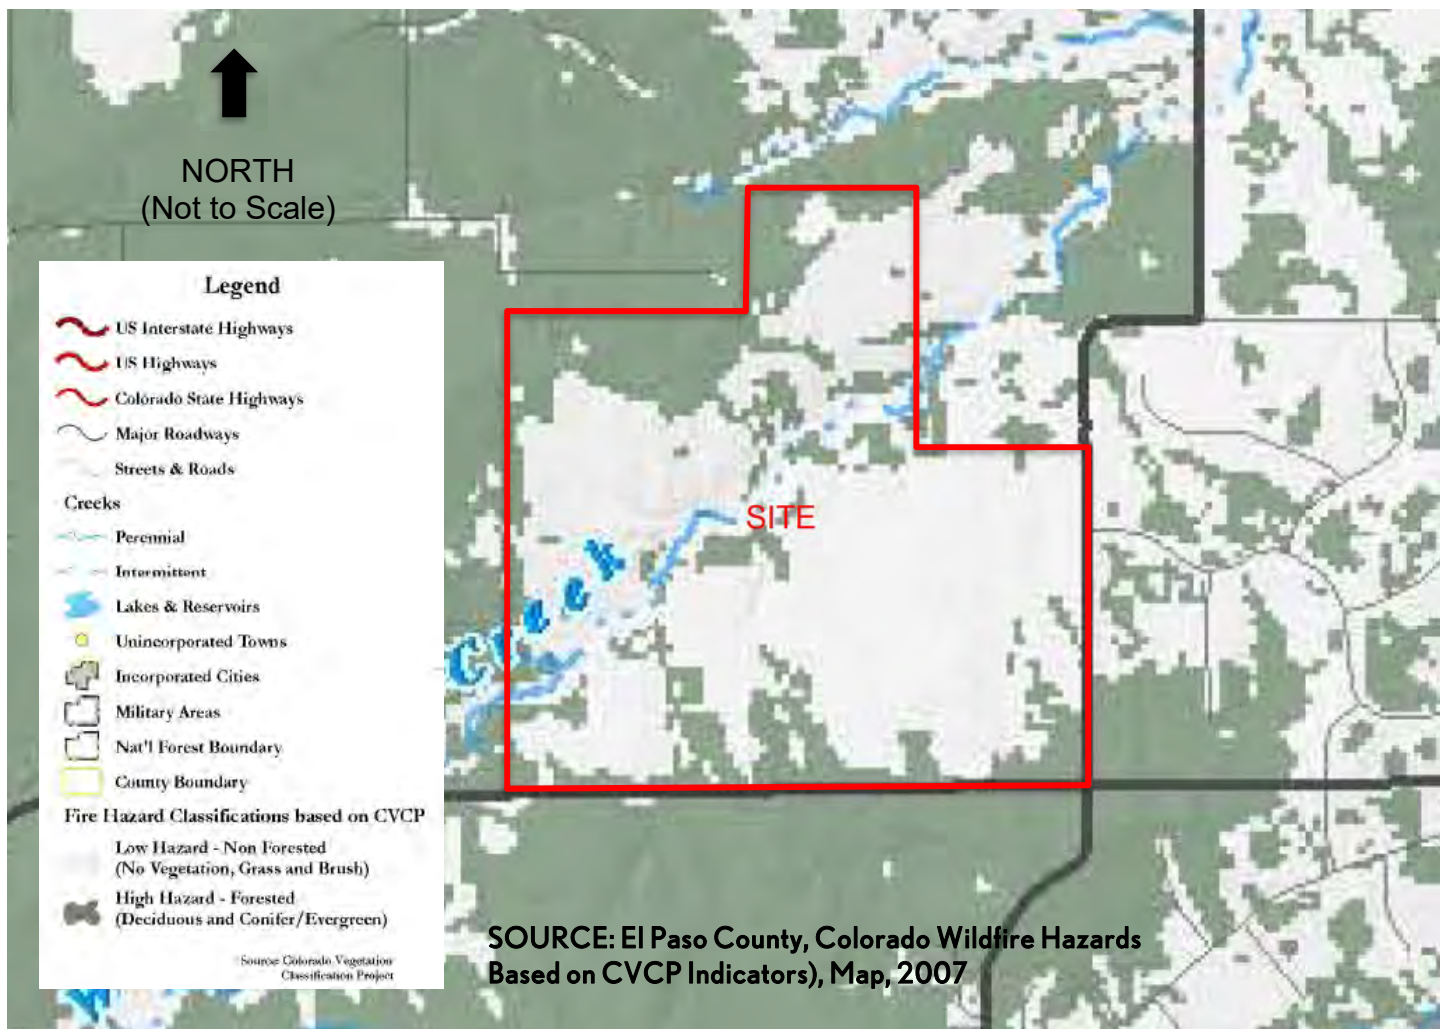 NORTH
(Not to Scale)
Legend
US Interstate Highways
US Highways
Colorado State Highways
Major Roadways
Streets & Roads
Creeks
Perennial
Intermittent
Lakes & Reservoirs
Unincorporated Towns
Incorporated Cities
Military Areas
Nat'l Forest Boundary
County Boundary
Fire Hazard Classifications based on CVCP
Low Hazard - Non Forested
(No Vegetation, Grass and Brush)
High Hazard - Forested
(Deciduous and Conifer/Evergreen)
Source: Colorado Vegetation
Classification Project
SITE
Creek
SOURCE: El Paso County, Colorado Wildfire Hazards
Based on CVCP Indicators), Map, 2007